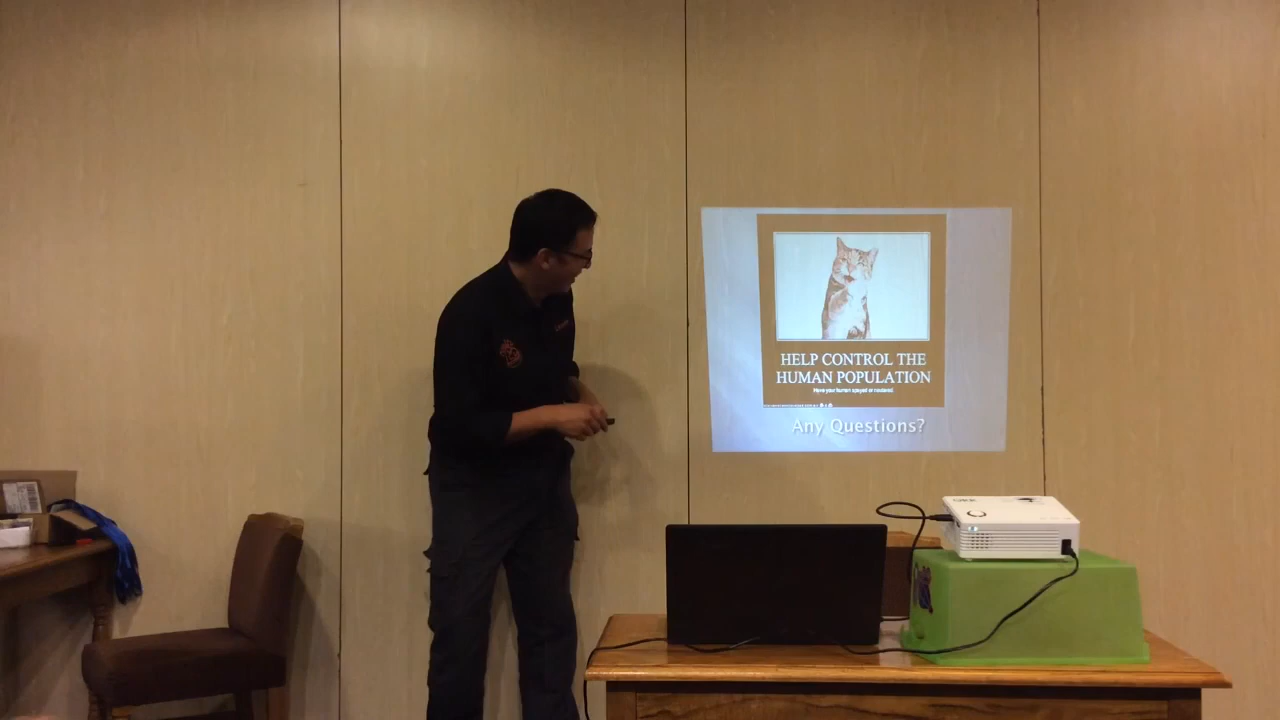 HELP CONTROL THE
HUMAN POPULATION
Have your human spayed or neutered
Any Questions?